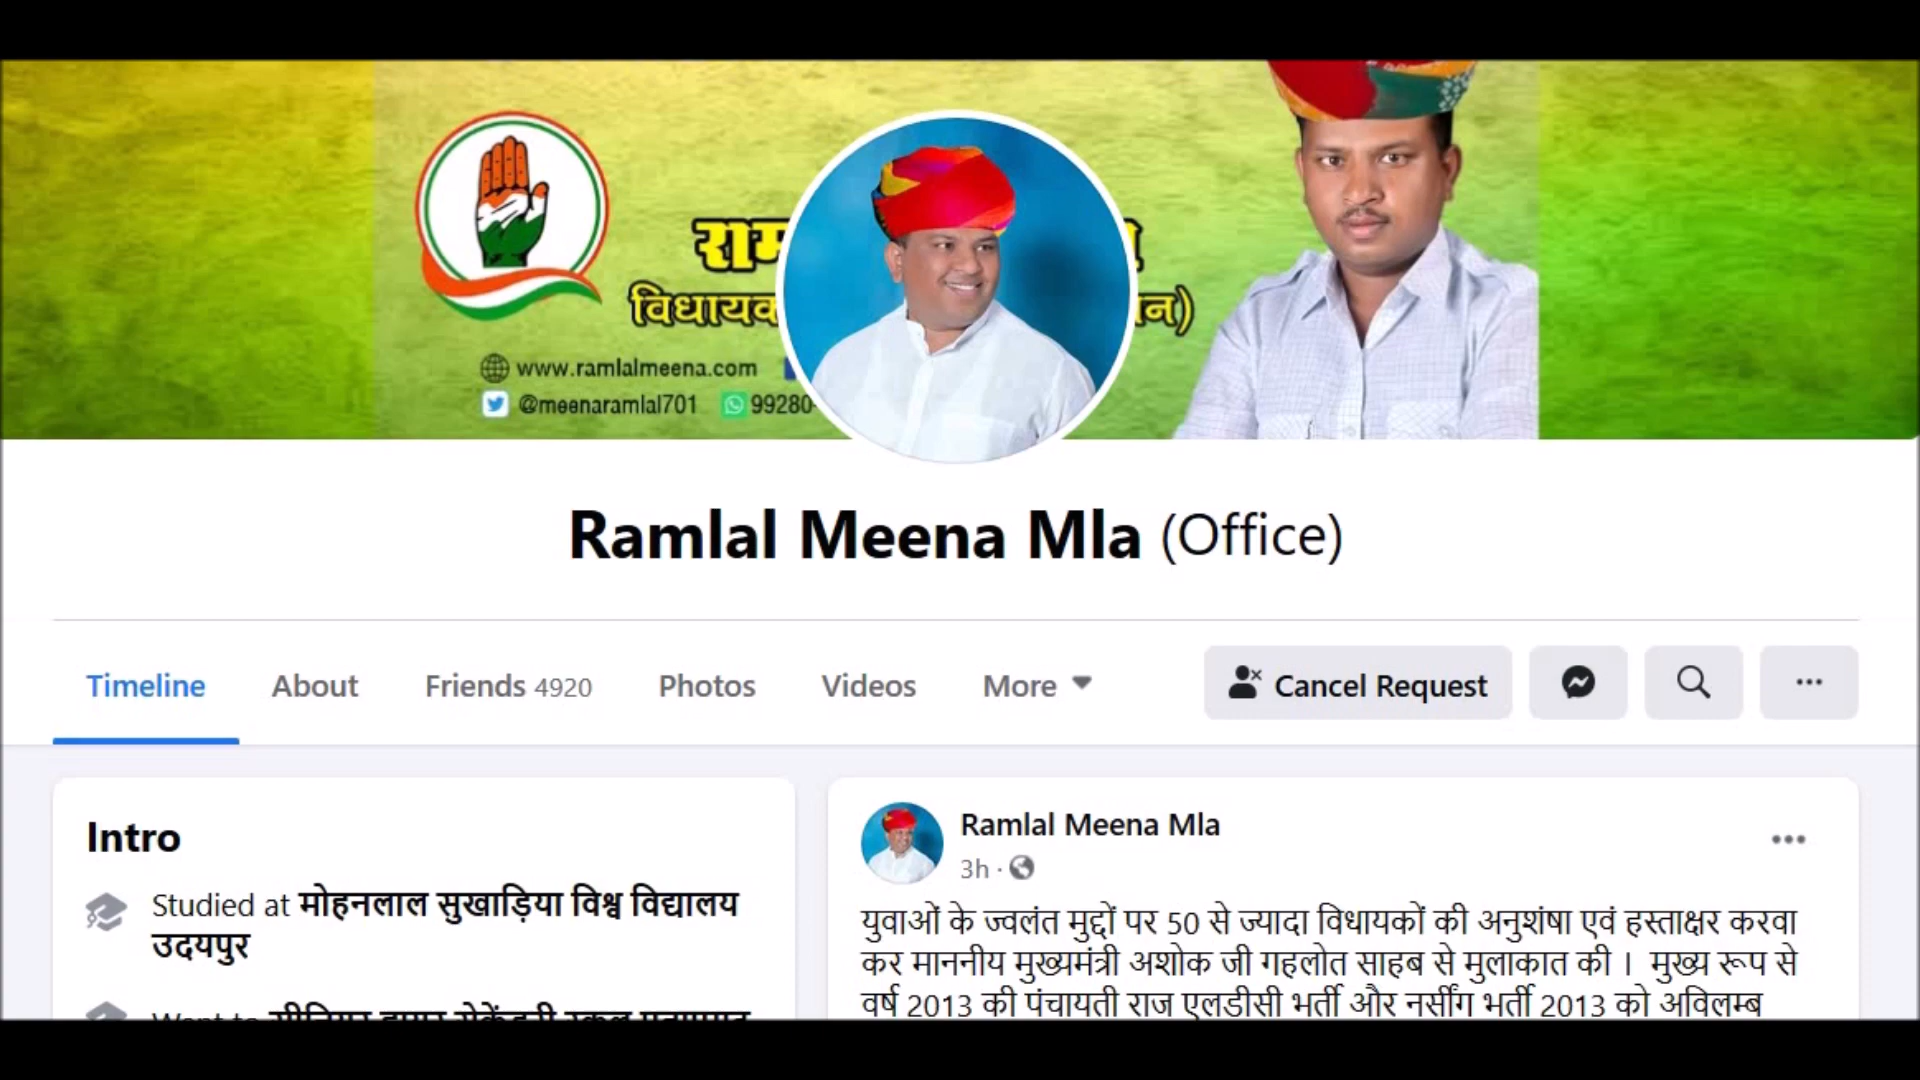 राम
विधायक
न)
www.ramlalmeena.com
@meenaramlal701 99280-
Ramlal Meena Mla (Office)
Timeline About Friends 4920 Photos Videos More Cancel Request
Intro
Studied at मोहनलाल सुखाड़िया विश्व विद्यालय
उदयपुर
Went to
Ramlal Meena Mla
3h ·
युवाओं के ज्वलंत मुद्दों पर 50 से ज्यादा विधायकों की अनुशंषा एवं हस्ताक्षर करवा
कर माननीय मुख्यमंत्री अशोक जी गहलोत साहब से मुलाकात की । मुख्य रूप से
वर्ष 2013 की पंचायती राज एलडीसी भर्ती और नर्सींग भर्ती 2013 को अविलम्ब